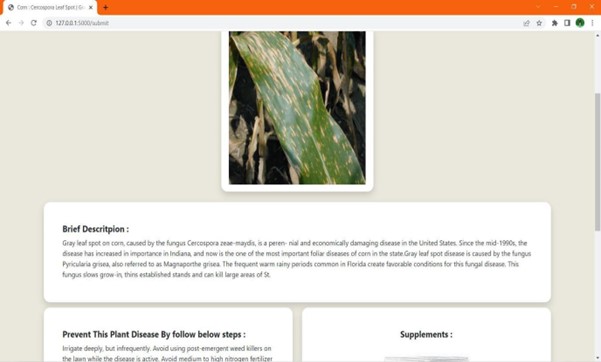 Corn : Cercospora Leaf Spot | Gr
127.0.0.1:5000/submit
Brief Descritpion :
Gray leaf spot on corn, caused by the fungus Cercospora zeae-maydis, is a peren- nial and economically damaging disease in the United States. Since the mid-1990s, the
disease has increased in importance in Indiana, and now is the one of the most important foliar diseases of corn in the state.Gray leaf spot disease is caused by the fungus
Pyricularia grisea, also referred to as Magnaporthe grisea. The frequent warm rainy periods common in Florida create favorable conditions for this fungal disease. This
fungus slows grow-in, thins established stands and can kill large areas of St.
Prevent This Plant Disease By follow below steps :
Irrigate deeply, but infrequently. Avoid using post-emergent weed killers on
the lawn while the disease is active. Avoid medium to high nitrogen fertilizer
Supplements :